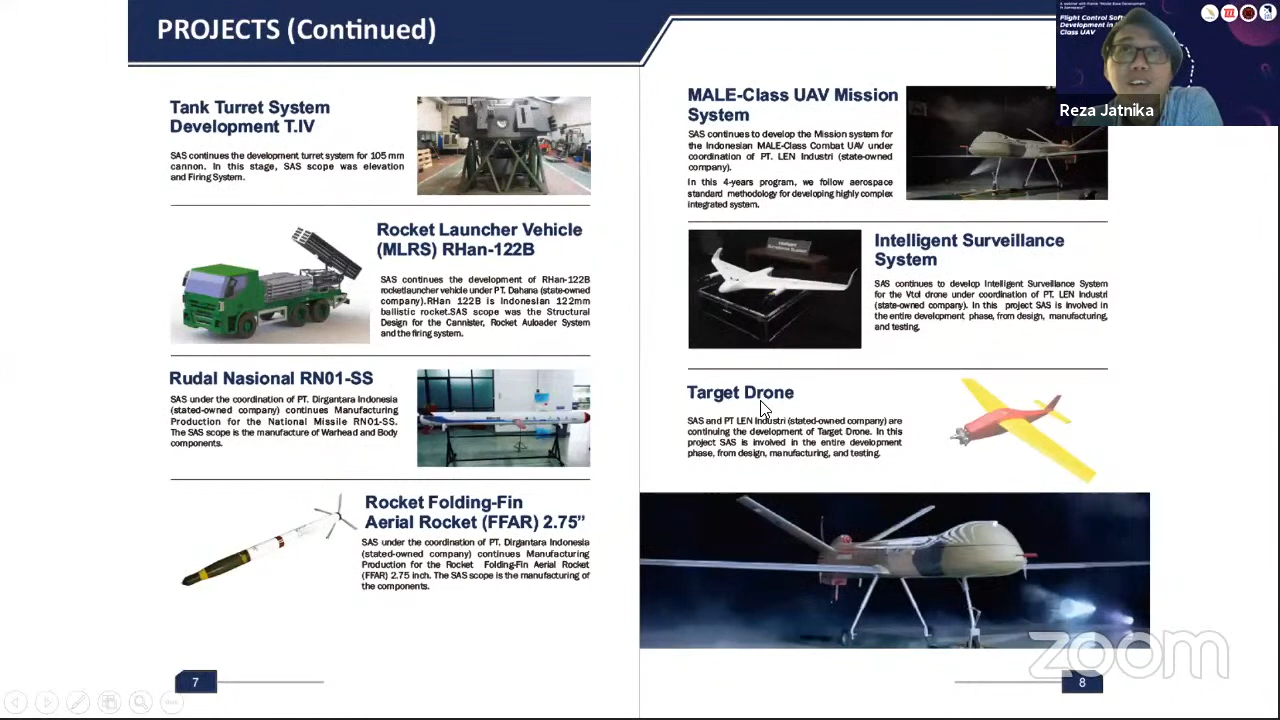 PROJECTS (Continued)
Tank Turret System
Development T.IV
SAS continues the development turret system for 105 mm
cannon. In this stage, SAS scope was elevation
and Firing System.
Rocket Launcher Vehicle
(MLRS) RHan-122B
SAS continues the development of RHan-122B
rocketlauncher vehicle under PT. Dahana (state-owned
company).RHan 122B is Indonesian 122mm
ballistic rocket.SAS scope was the Structural
Design for the Cannister, Rocket Auloader System
and the firing system.
Rudal Nasional RN01-SS
SAS under the coordination of PT. Dirgantara Indonesia
(stated-owned company) continues Manufacturing
Production for the National Missile RN01-SS.
The SAS scope is the manufacture of Warhead and Body
components.
Rocket Folding-Fin
Aerial Rocket (FFAR) 2.75”
SAS under the coordination of PT. Dirgantara Indonesia
(stated-owned company) continues Manufacturing
Production for the Rocket Folding-Fin Aerial Rocket
(FFAR) 2.75 inch. The SAS scope is the manufacturing of
the components.
7
MALE-Class UAV Mission
System
SAS continues to develop the Mission system for
the Indonesian MALE-Class Combat UAV under
coordination of PT. LEN Industri (state-owned
company).
In this 4-years program, we follow aerospace
standard methodology for developing highly complex
integrated system.
Intelligent Surveillance
System
SAS continues to develop Intelligent Surveillance System
for the Vtol drone under coordination of PT. LEN Industri
(state-owned company). In this project SAS is involved in
the entire development phase, from design, manufacturing,
and testing.
Intelligent
Surveillance System
Target Drone
SAS and PT LEN Industri (stated-owned company) are
continuing the development of Target Drone. In this
project SAS is involved in the entire development
phase, from design, manufacturing, and testing.
8
Flight Control Soft
Development in
Class UAV
Reza Jatnika
zoom